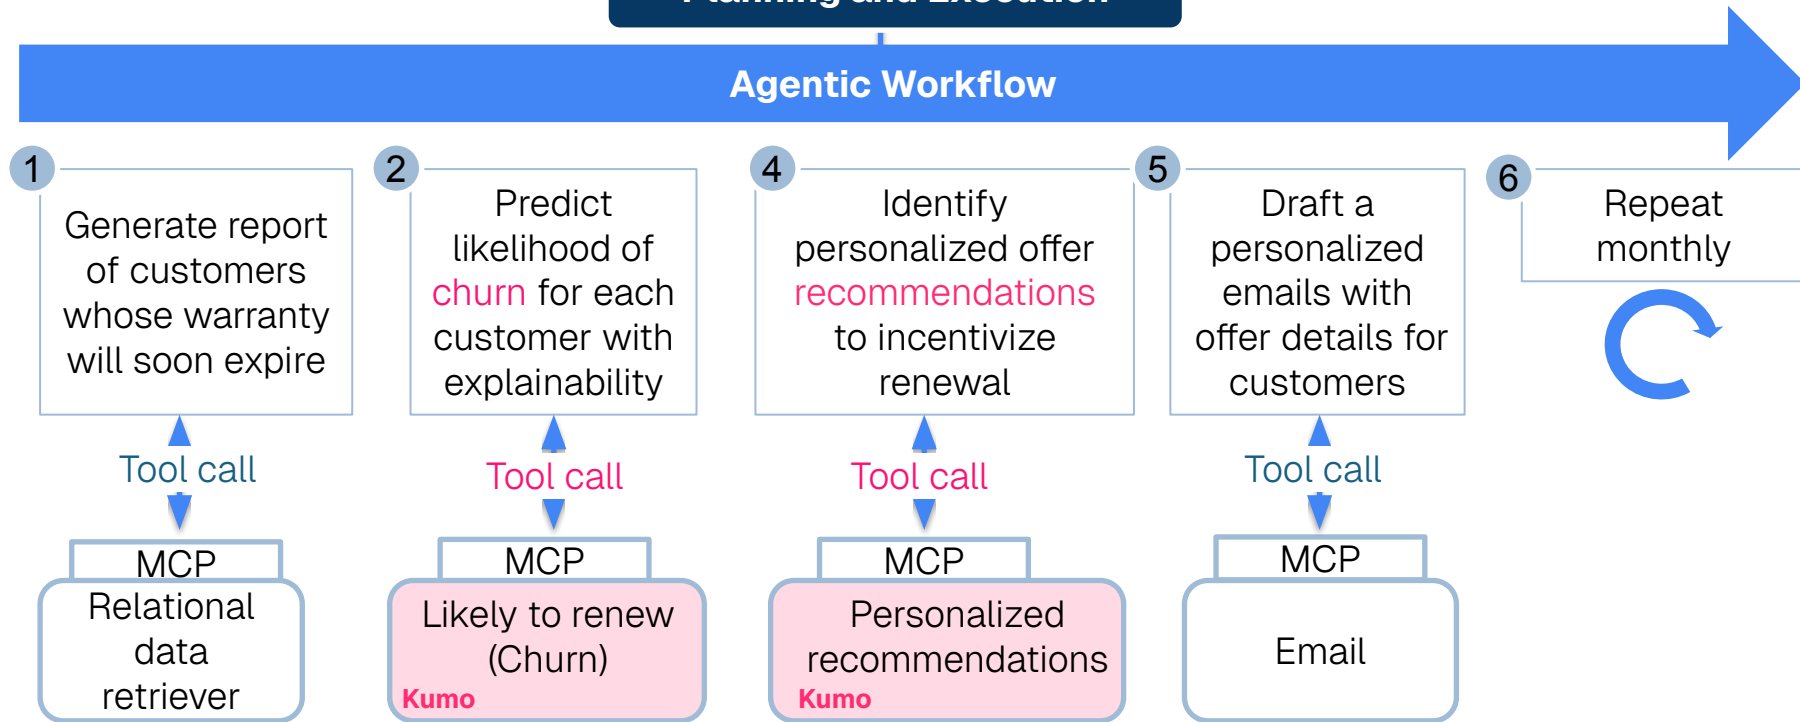 Planning and Execution
Agentic Workflow
1
Generate report
of customers
whose warranty
will soon expire
Tool call
MCP
Relational
data
retriever
2
Predict
likelihood of
churn for each
customer with
explainability
Tool call
MCP
Likely to renew
(Churn)
Kumo
4
Identify
personalized offer
recommendations
to incentivize
renewal
Tool call
MCP
Personalized
recommendations
Kumo
5
Draft a
personalized
emails with
offer details for
customers
Tool call
MCP
Email
6
Repeat
monthly